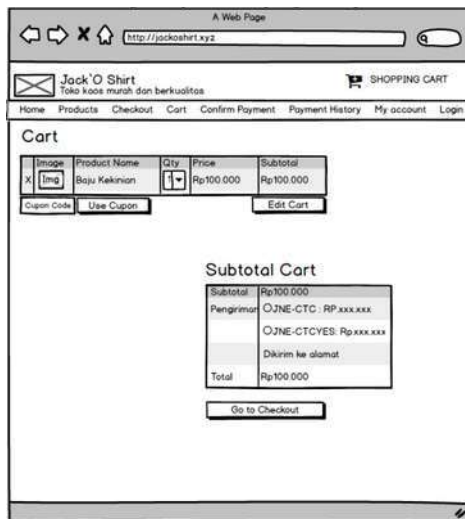 A Web Page
http://jackoshirt.xyz
Jack`O Shirt
Toko kaos murah dan berkualitas
SHOPPING CART
Home Products Checkout Cart Confirm Payment Payment History My account Login
Cart
Image Product Name Qty Price Subtotal
X Img Baju Kekinian 1 Rp100.000 Rp100.000
Cupon Code Use Cupon Edit Cart
Subtotal Cart
Subtotal Rp100.000
Pengiriman JNE-CTC : RP.xxx.xxx
JNE-CTCYES: Rp.xxx.xxx
Dikirim ke alamat
Total Rp100.000
Go to Checkout